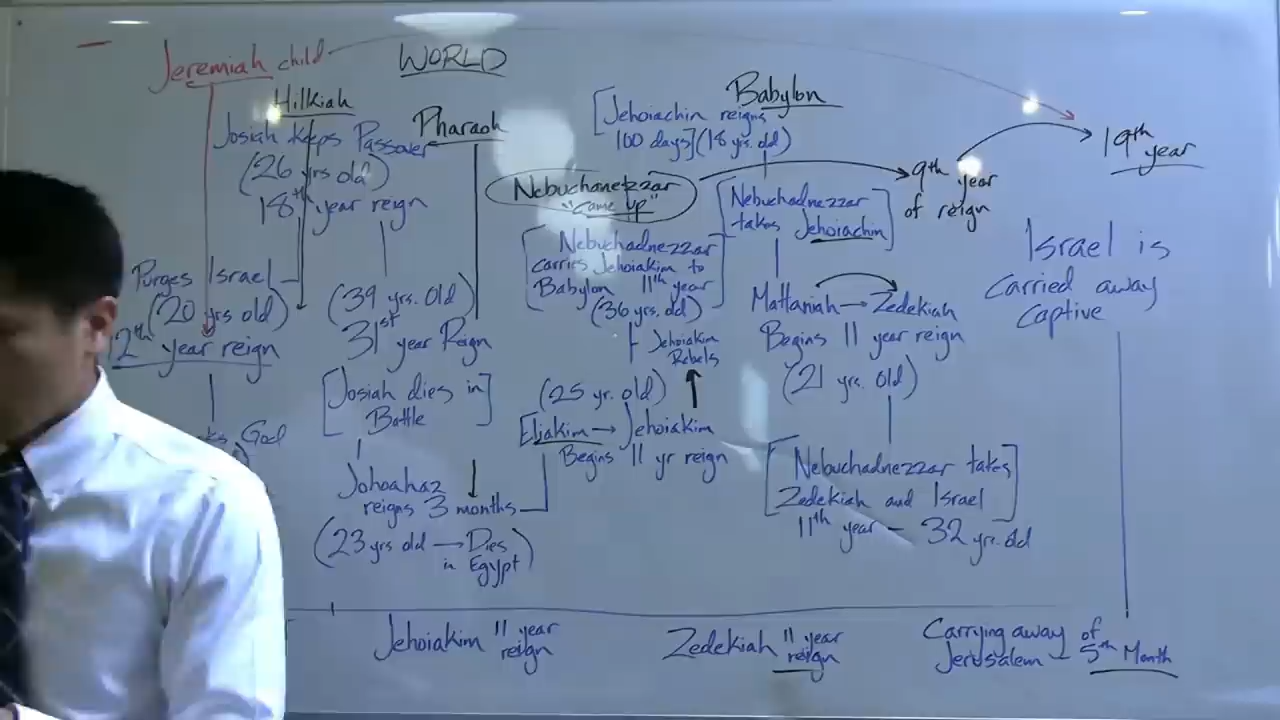 Jeremiah child
WORLD
Hilkiah
Josiah keeps Passover
(26 yrs old)
18th year reign
Purges Israel
(20 yrs old)
12th year reign
God
Pharaoh
(39 yrs. Old)
31st
year Reign
[Josiah dies in
Battle]
Johoahaz
reigns 3 months
(23 yrs old → Dies
in Egypt)
Babylon
[Jehoiachin reigns
100 days] (18 yrs. old)
Nebuchanezzar
"came up"
[Nebuchadnezzar
carries Jehoiakim to
Babylon 11th year]
(36 yrs. old)
Jehoiakim
Rebels
(25 yr. old)
Eliakim → Jehoiakim
Begins 11 yr reign
[Nebuchadnezzar
takes Jehoiachin]
Mattaniah → Zedekiah
Begins 11 year reign
(21 yrs. old)
[Nebuchadnezzar takes
Zedekiah and Israel]
11th year - 32 yr. old
9th year
of reign
19th
year
Israel is
Carried away
captive
Jehoiakim 11 year
reign
Zedekiah 11 year
reign
Carrying away of
Jerusalem - 5th Month